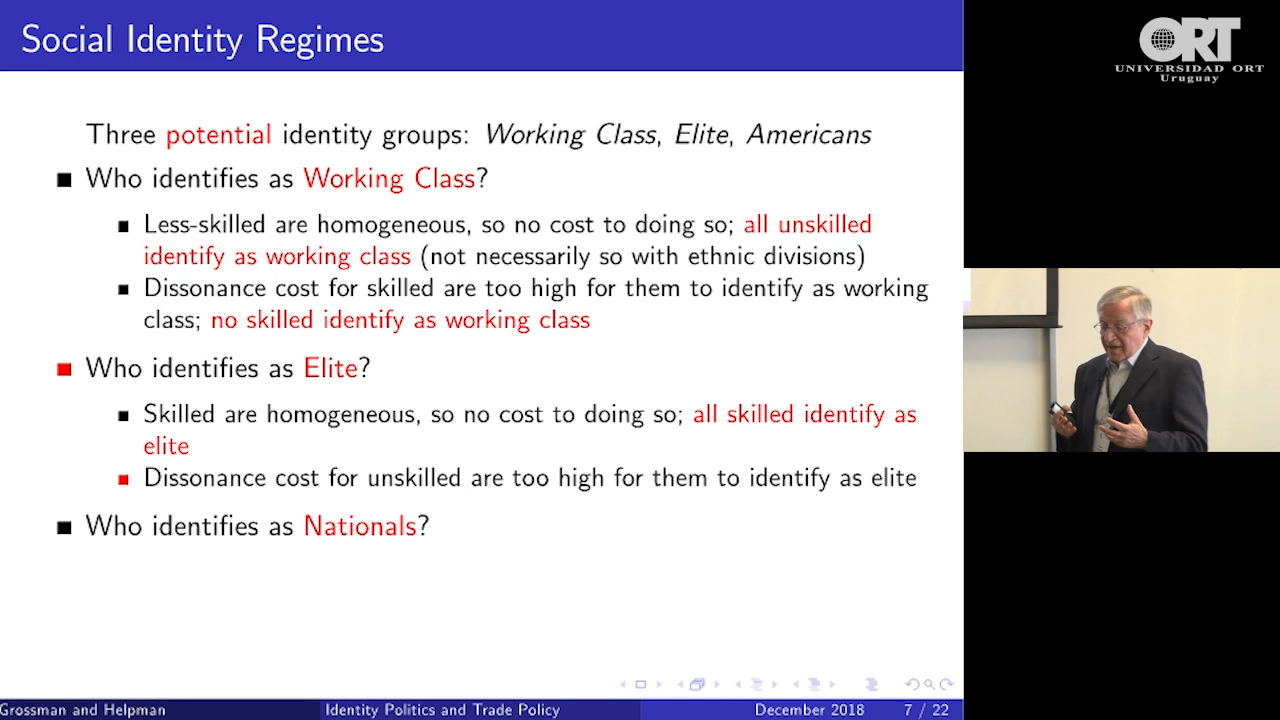 Social Identity Regimes
Three potential identity groups: Working Class, Elite, Americans
Who identifies as Working Class?
Less-skilled are homogeneous, so no cost to doing so; all unskilled
identify as working class (not necessarily so with ethnic divisions)
Dissonance cost for skilled are too high for them to identify as working
class; no skilled identify as working class
Who identifies as Elite?
Skilled are homogeneous, so no cost to doing so; all skilled identify as
elite
Dissonance cost for unskilled are too high for them to identify as elite
Who identifies as Nationals?
Grossman and Helpman
Identity Politics and Trade Policy
December 2018
7 / 22
ORT
UNIVERSIDAD ORT
Uruguay